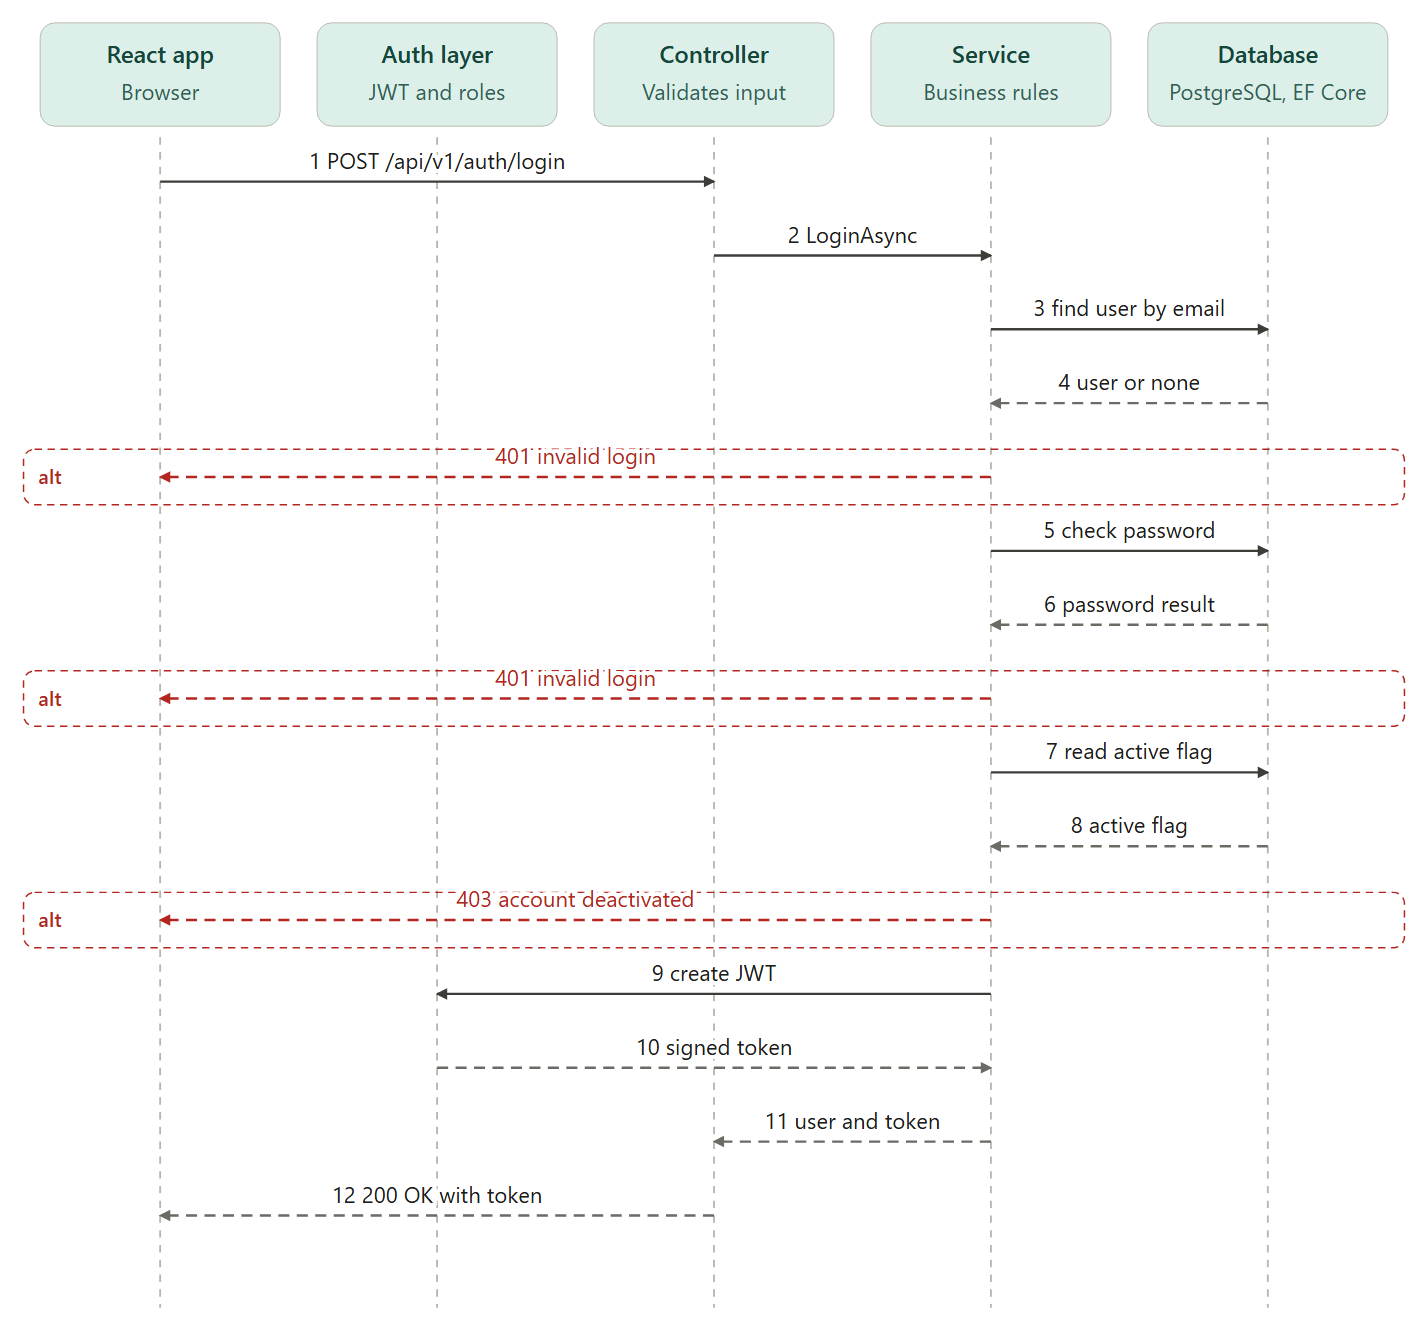 React app
Browser
Auth layer
JWT and roles
Controller
Validates input
Service
Business rules
Database
PostgreSQL, EF Core
1 POST /api/v1/auth/login
2 LoginAsync
3 find user by email
4 user or none
401 invalid login
alt
5 check password
6 password result
401 invalid login
alt
7 read active flag
8 active flag
403 account deactivated
alt
9 create JWT
10 signed token
11 user and token
12 200 OK with token